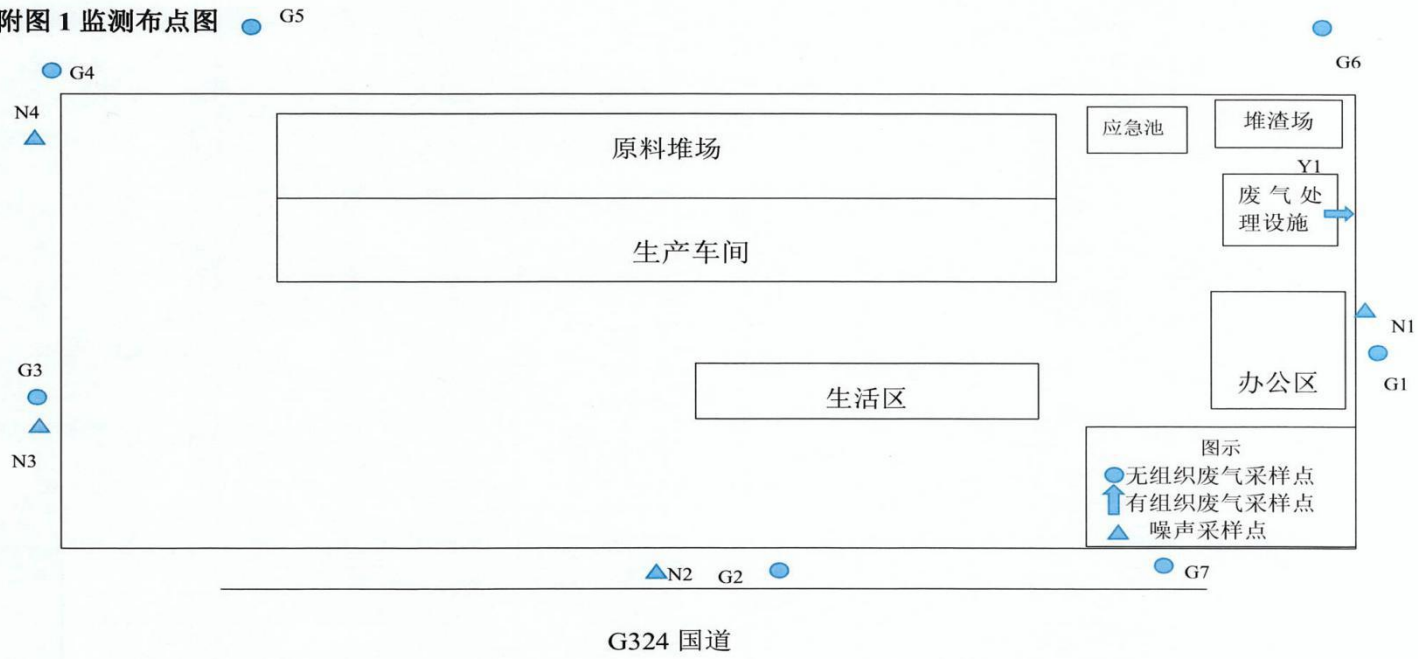 附图 1 监测布点图
G5
G6
G4
N4
应急池
堆渣场
原料堆场
Y1
废气处
理设施
生产车间
N1
G3
办公区
G1
生活区
N3
图示
无组织废气采样点
有组织废气采样点
噪声采样点
N2
G2
G7
G324 国道